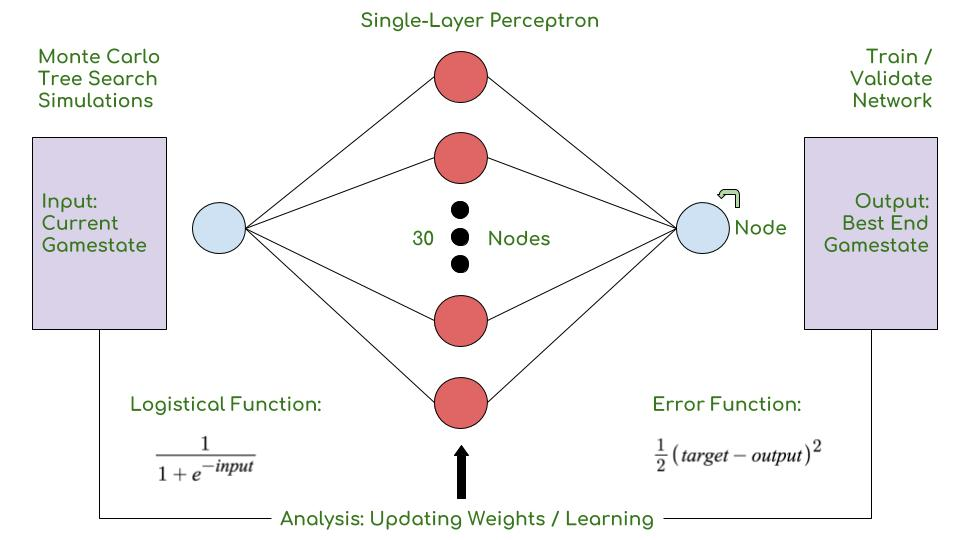 Single-Layer Perceptron
Monte Carlo
Tree Search
Simulations
Train /
Validate
Network
Input:
Current
Gamestate
30 Nodes
Node
Output:
Best End
Gamestate
Logistical Function:
1
1 + e^{-input}
Error Function:
1/2 (target − output)^2
Analysis: Updating Weights / Learning